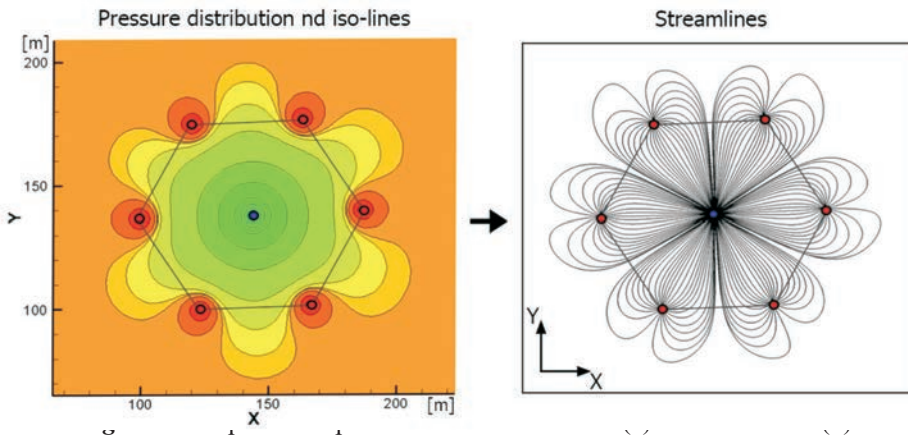 Pressure distribution nd iso-lines
Streamlines
[m]
200
150
100
Y
100
150
200
[m]
X
Y
X